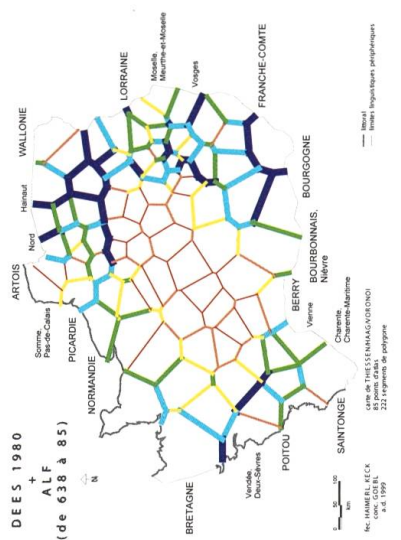 DEES 1980
+
ALF
(de 638 à 85)
N
WALLONIE
Hainaut
Nord
ARTOIS
Somme,
Pas-de-Calais
PICARDIE
NORMANDIE
BRETAGNE
LORRAINE
Moselle,
Meurthe-et-Moselle
Vosges
FRANCHE-COMTE
BOURGOGNE
BOURBONNAIS,
Nièvre
BERRY
Vienne
Charente,
Charente-Maritime
Vendée,
Deux-Sèvres
POITOU
SAINTONGE
littoral
limites linguistiques périphériques
0 50 100
km
fec. HAIMERL, KECK
conc. GOEBL
a.d. 1999
carte de THIESSEN/HAAG/VORONOI
85 points d'atlas
222 segments de polygone